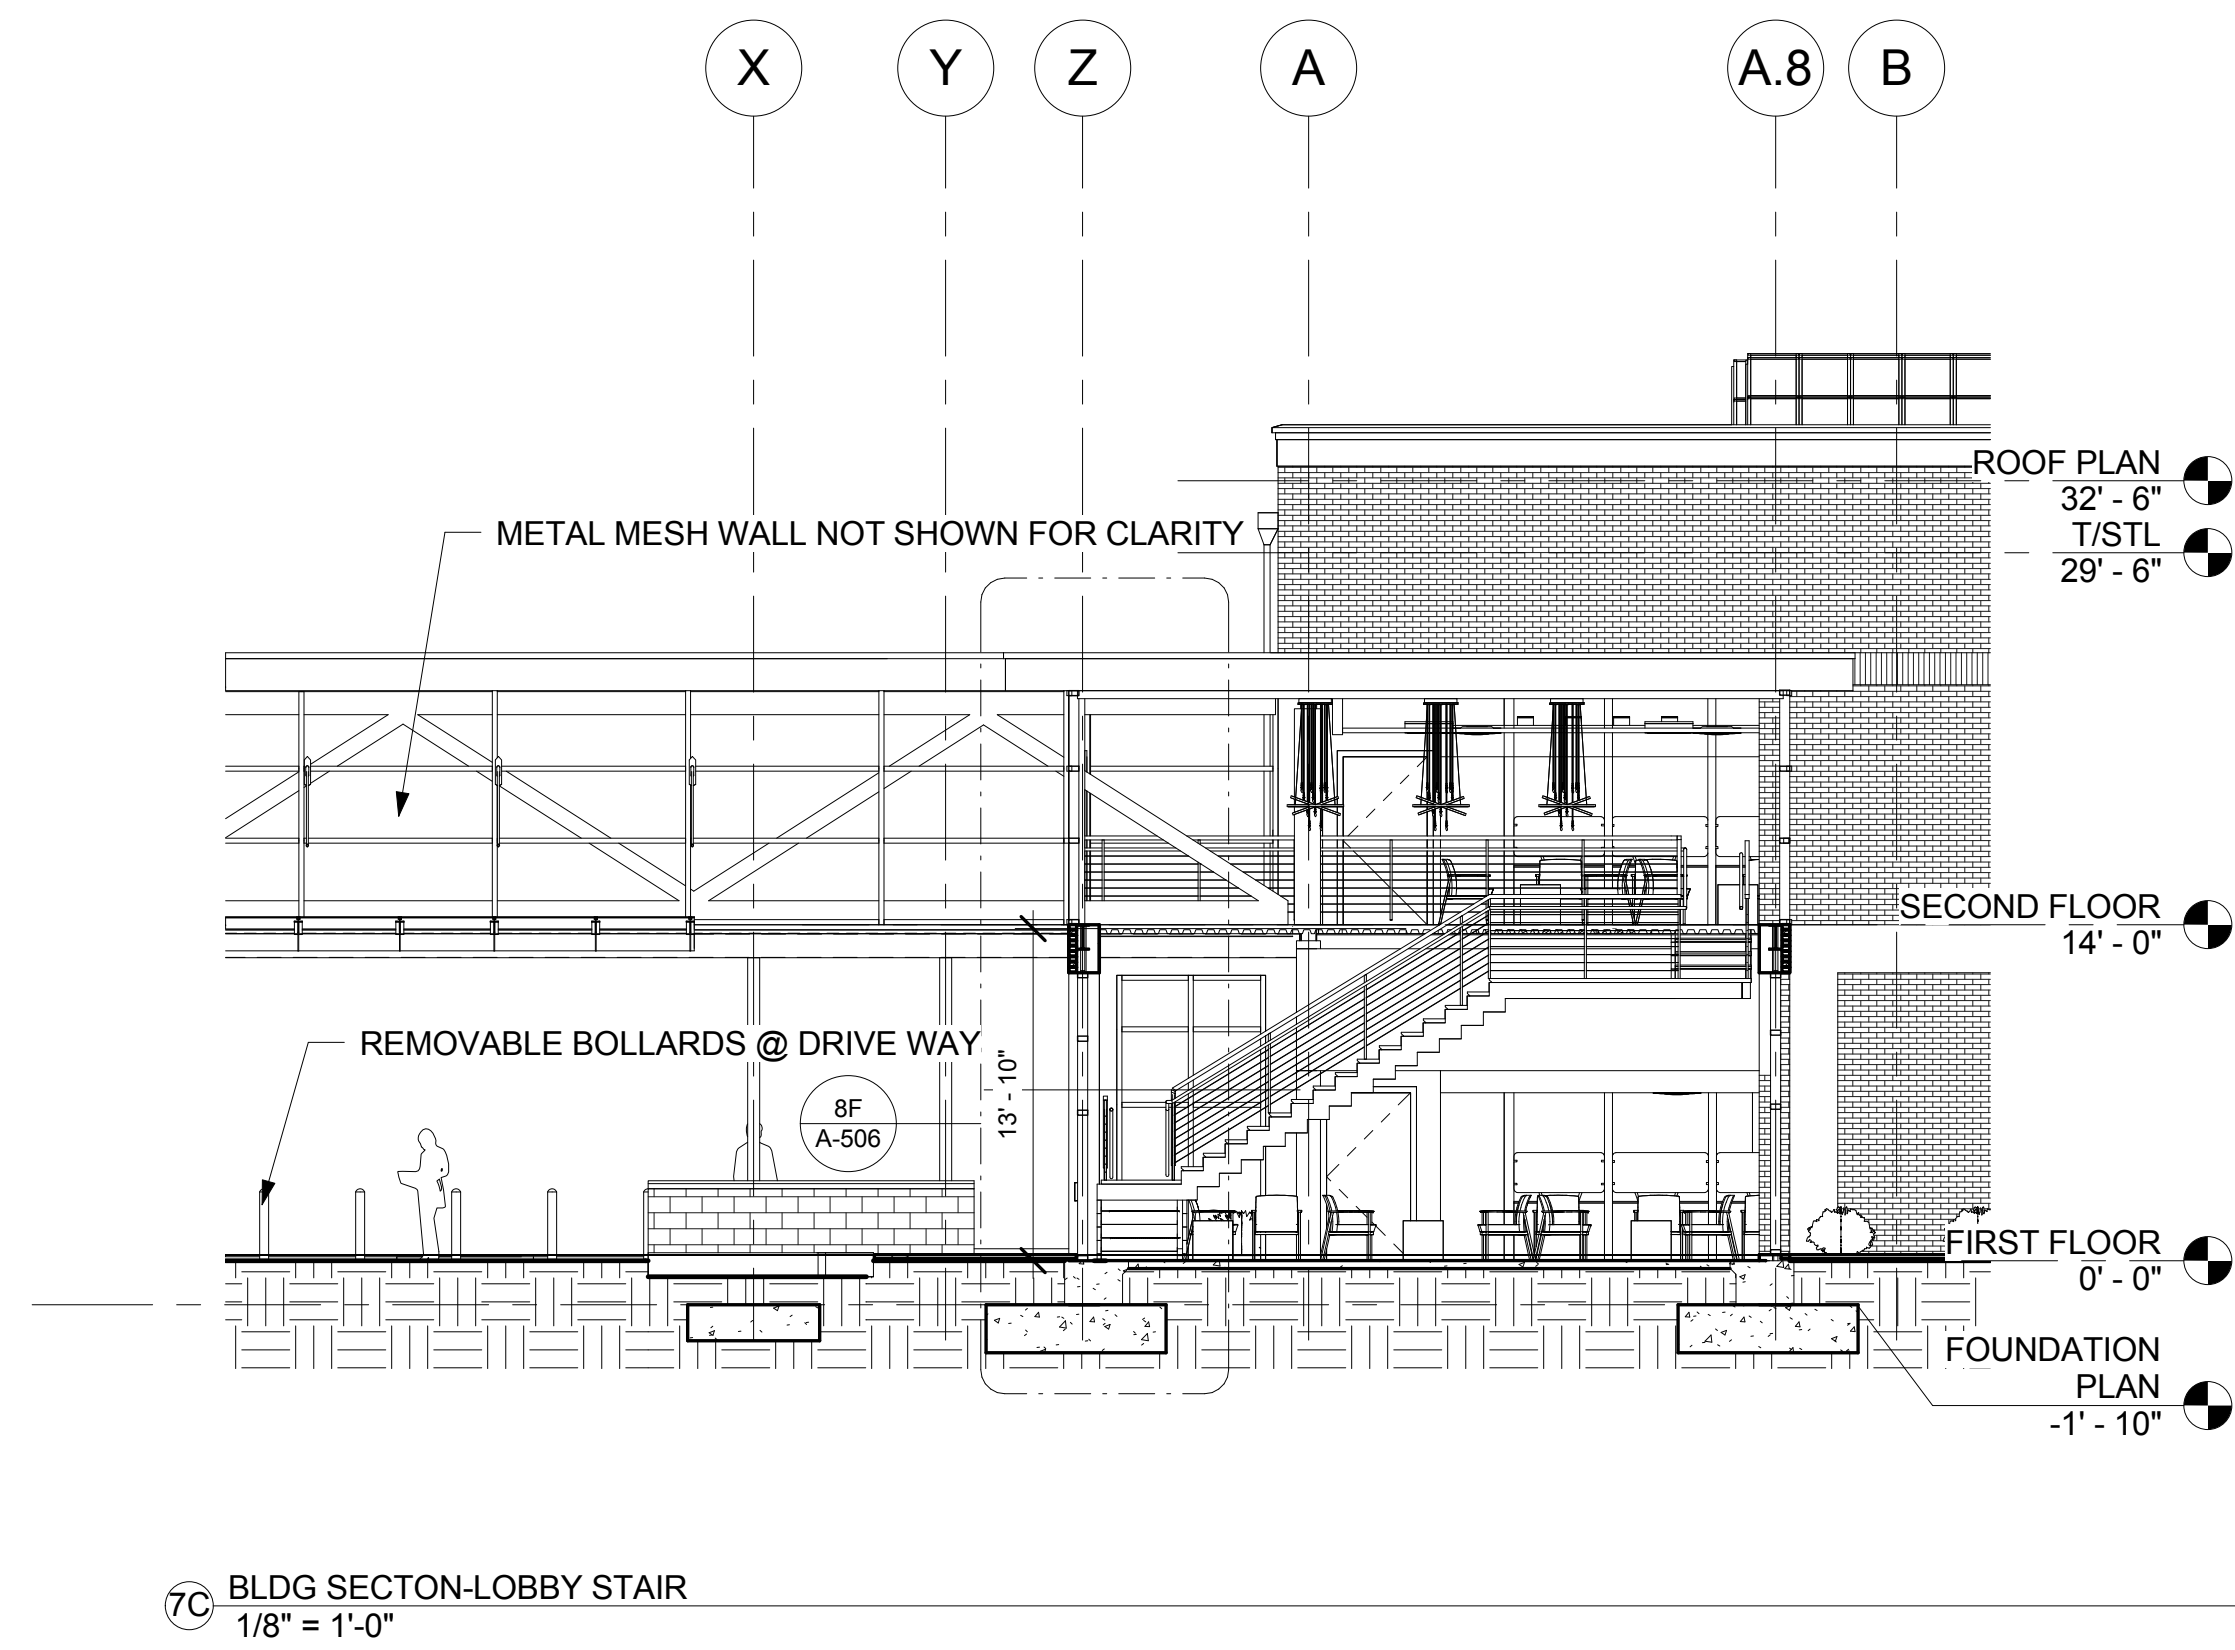 X
Y
Z
A
A.8
B
ROOF PLAN
32' - 6"
METAL MESH WALL NOT SHOWN FOR CLARITY
T/STL
29' - 6"
SECOND FLOOR
14' - 0"
REMOVABLE BOLLARDS @ DRIVE WAY
13' - 10"
8F
A-506
FIRST FLOOR
0' - 0"
FOUNDATION
PLAN
-1' - 10"
7C
BLDG SECTON-LOBBY STAIR
1/8" = 1'-0"